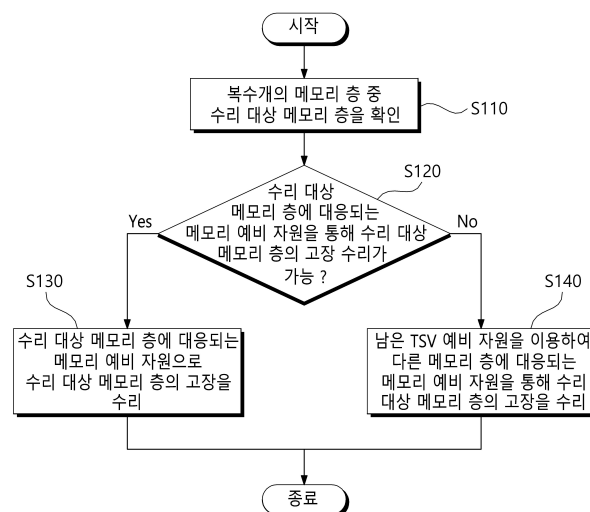 시작
복수개의 메모리 층 중
수리 대상 메모리 층을 확인
S110
S120
수리 대상
메모리 층에 대응되는
메모리 예비 자원을 통해 수리 대상
메모리 층의 고장 수리가
가능 ?
Yes
No
S130
수리 대상 메모리 층에 대응되는
메모리 예비 자원으로
수리 대상 메모리 층의 고장을
수리
S140
남은 TSV 예비 자원을 이용하여
다른 메모리 층에 대응되는
메모리 예비 자원을 통해 수리
대상 메모리 층의 고장을 수리
종료